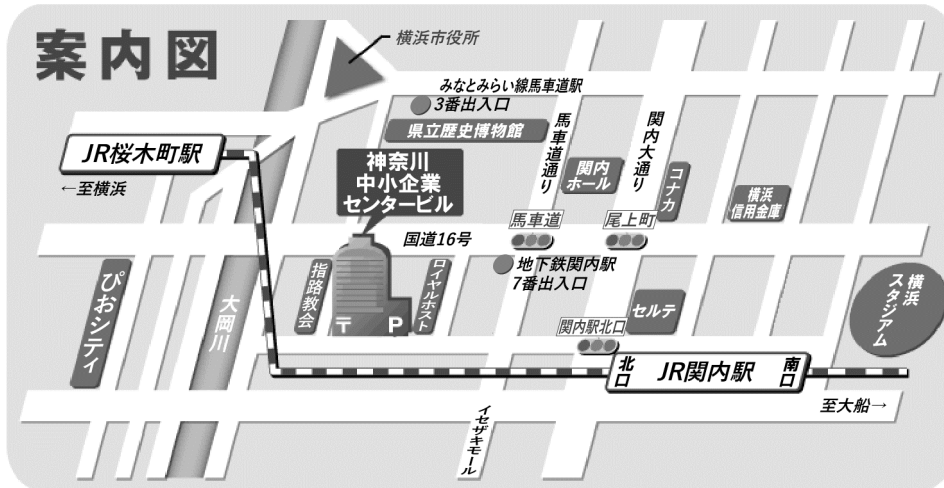 案内図
横浜市役所
みなとみらい線馬車道駅
3番出入口
県立歴史博物館
馬車道通り
関内大通り
JR桜木町駅
←至横浜
神奈川
中小企業
センタービル
関内
ホール
コナカ
横浜
信用金庫
国道16号
馬車道
尾上町
地下鉄関内駅
7番出入口
ぴおシティ
大岡川
指路教会
〒
P
ロイヤルホスト
セルテ
横浜
スタジアム
関内駅北口
北口
JR関内駅
南口
至大船→
イセザキモール